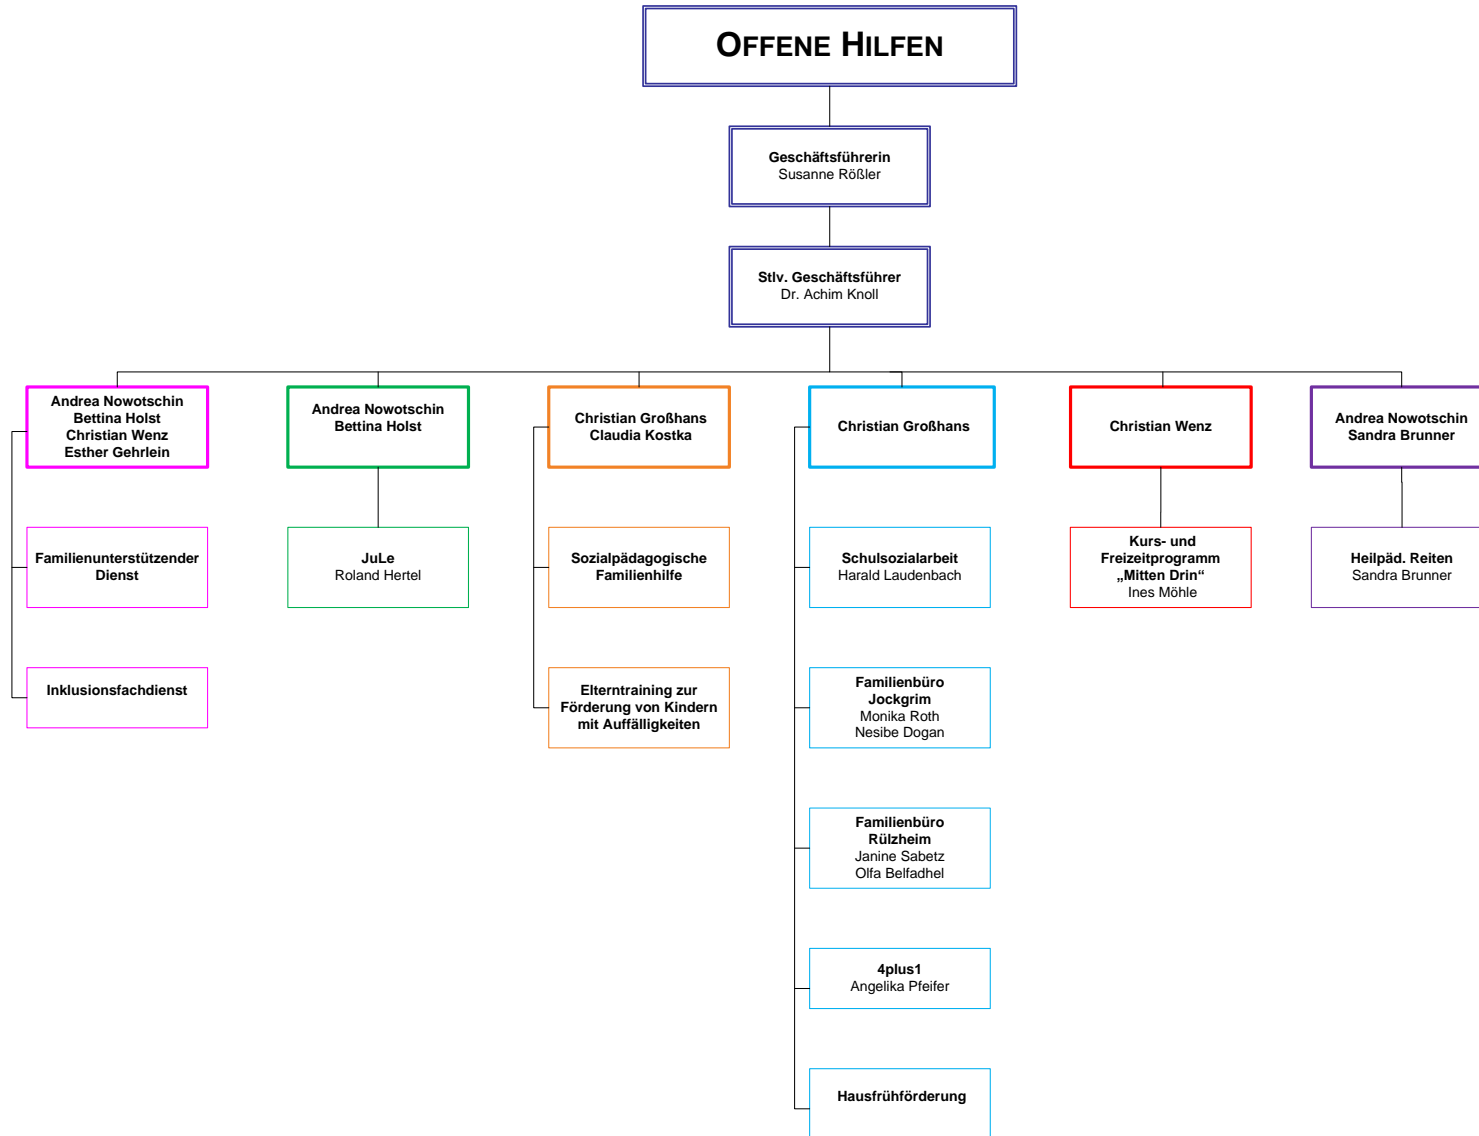 OFFENE HILFEN
Geschäftsführerin
Susanne Rößler
Stlv. Geschäftsführer
Dr. Achim Knoll
Andrea Nowotschin
Bettina Holst
Christian Wenz
Esther Gehrlein
Familienunterstützender
Dienst
Inklusionsfachdienst
Andrea Nowotschin
Bettina Holst
JuLe
Roland Hertel
Christian Großhans
Claudia Kostka
Sozialpädagogische
Familienhilfe
Elterntraining zur
Förderung von Kindern
mit Auffälligkeiten
Christian Großhans
Schulsozialarbeit
Harald Laudenbach
Familienbüro
Jockgrim
Monika Roth
Nesibe Dogan
Familienbüro
Rülzheim
Janine Sabetz
Olfa Belfadhel
4plus1
Angelika Pfeifer
Hausfrühförderung
Christian Wenz
Kurs- und
Freizeitprogramm
„Mitten Drin“
Ines Möhle
Andrea Nowotschin
Sandra Brunner
Heilpäd. Reiten
Sandra Brunner